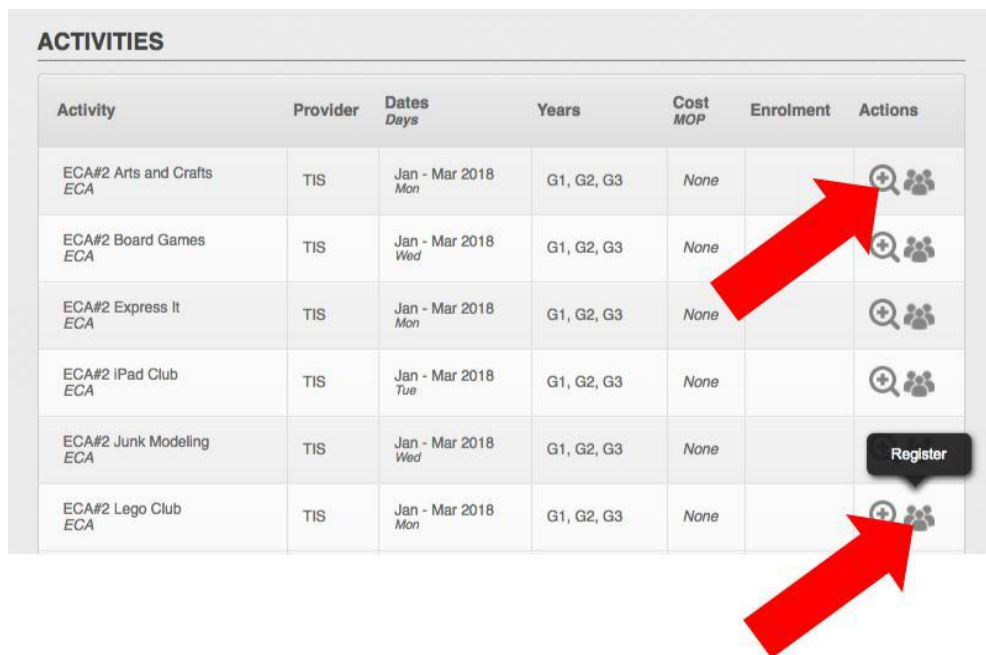 ACTIVITIES
Activity Provider Dates Years Cost Enrolment Actions
Days MOP
ECA#2 Arts and Crafts TIS Jan - Mar 2018 G1, G2, G3 None
ECA Mon
ECA#2 Board Games TIS Jan - Mar 2018 G1, G2, G3 None
ECA Wed
ECA#2 Express It TIS Jan - Mar 2018 G1, G2, G3 None
ECA Mon
ECA#2 iPad Club TIS Jan - Mar 2018 G1, G2, G3 None
ECA Tue
ECA#2 Junk Modeling TIS Jan - Mar 2018 G1, G2, G3 None
ECA Wed
Register
ECA#2 Lego Club TIS Jan - Mar 2018 G1, G2, G3 None
ECA Mon